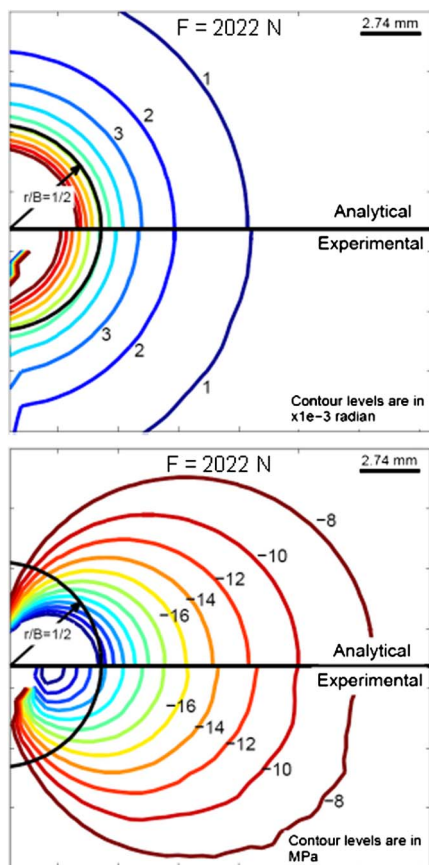 F = 2022 N
2.74 mm
1
2
3
r/B=1/2
Analytical
Experimental
3
2
1
Contour levels are in
x1e-3 radian
F = 2022 N
2.74 mm
-8
-10
-12
-14
-16
r/B=1/2
Analytical
Experimental
-16
-14
-12
-10
-8
Contour levels are in
MPa